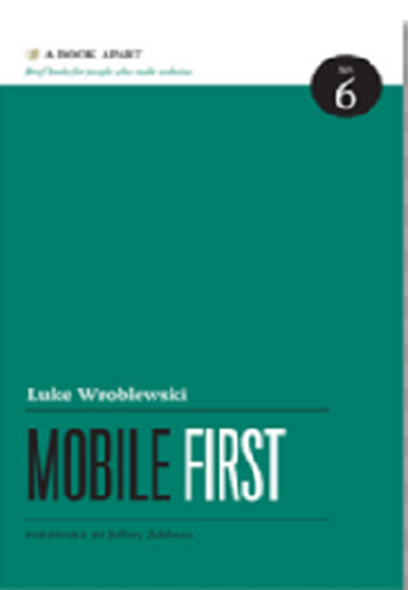 A BOOK APART
Brief books for people who make websites
No.
6
Luke Wroblewski
MOBILE FIRST
FOREWORD BY Jeffrey Zeldman